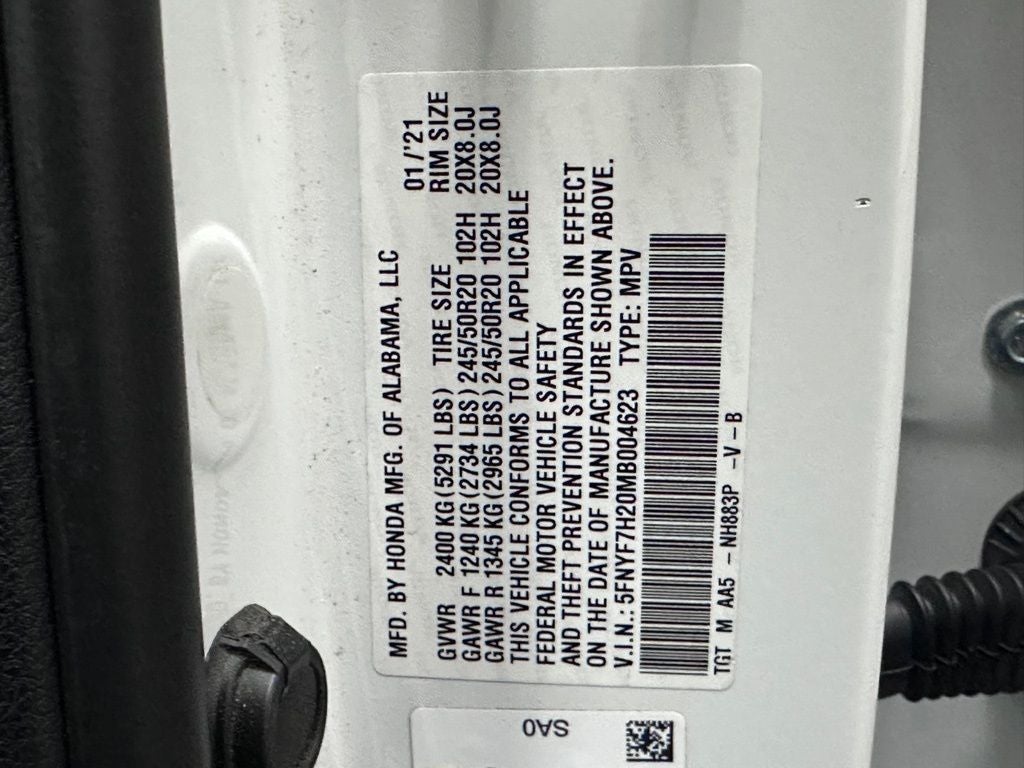 MFD. BY HONDA MFG. OF ALABAMA, LLC
01/'21
GVWR 2400 KG (5291 LBS) TIRE SIZE RIM SIZE
GAWR F 1240 KG (2734 LBS) 245/50R20 102H 20X8.0J
GAWR R 1345 KG (2965 LBS) 245/50R20 102H 20X8.0J
THIS VEHICLE CONFORMS TO ALL APPLICABLE
FEDERAL MOTOR VEHICLE SAFETY
AND THEFT PREVENTION STANDARDS IN EFFECT
ON THE DATE OF MANUFACTURE SHOWN ABOVE.
V.I.N.: 5FNYF7H20MB004623 TYPE: MPV
TGT M AA5 - NH883P - V - B
SA0